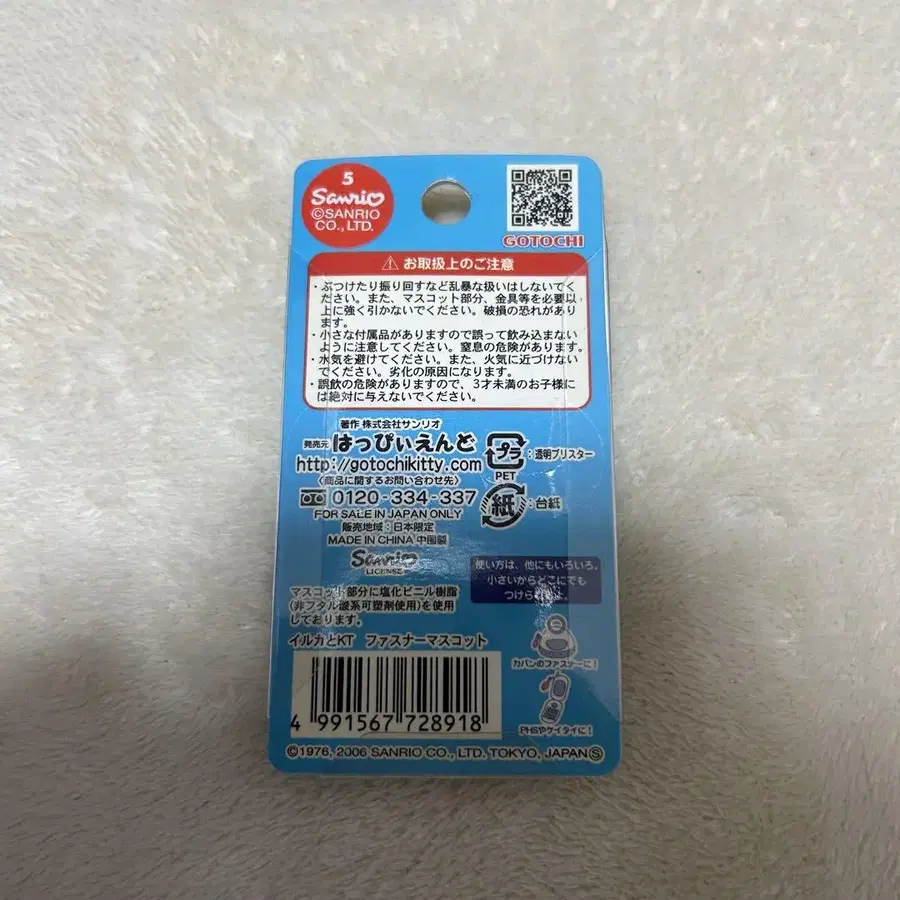 5
Sanrio
©SANRIO
CO., LTD.
GOTOCHI
お取扱上のご注意
・ぶつけたり振り回すなど乱暴な扱いはしないでく
ださい。また、マスコット部分、金具等を必要以
上に強く引かないでください。破損の恐れがありま
す。
・小さな付属品がありますので誤って飲み込まない
ように注意してください。窒息の危険があります。
・水気を避けてください。また、火気に近づけない
でください。劣化の原因になります。
・誤飲の危険がありますので、3才未満のお子様に
は絶対に与えないでください。
著作 株式会社サンリオ
発売元 はっぴぃえんど
http://gotochikitty.com
〈商品に関するお問い合わせ先〉
0120-334-337
FOR SALE IN JAPAN ONLY
販売地域:日本限定
MADE IN CHINA 中国製
Sanrio
LICENSE
プラ :透明ブリスター
PET
紙 :台紙
使い方は、他にもいろいろ。
小さいからどこにでも
つけられるよ。
マスコット部分に塩化ビニル樹脂
(非フタル酸系可塑剤使用)を使用
しております。
イルカとKT ファスナーマスコット
カバンのファスナーに!
PHSやケイタイに!
4 991567 728918
©1976, 2006 SANRIO CO., LTD. TOKYO, JAPAN Ⓢ